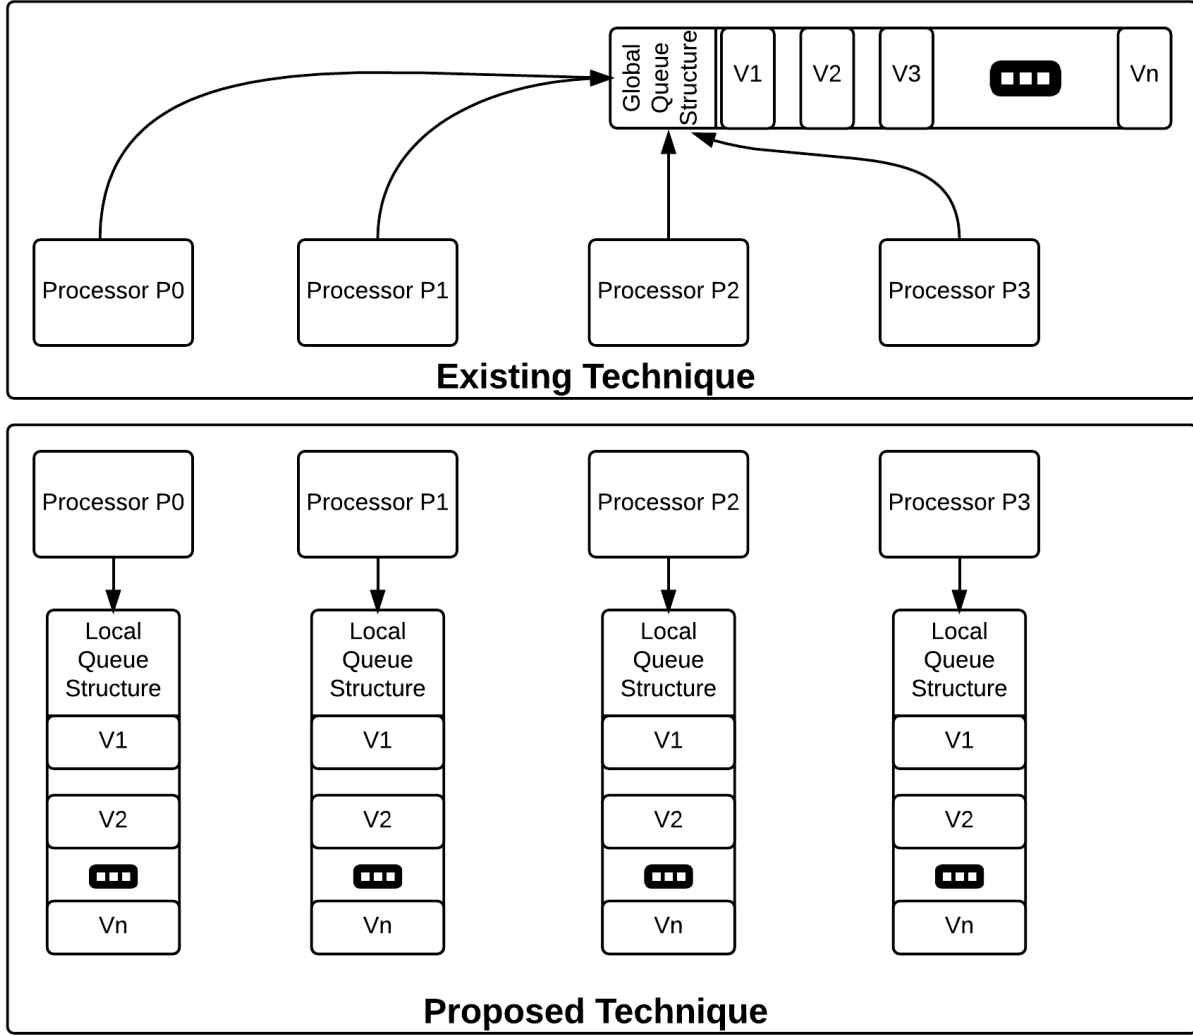 Global
Queue
Structure
V1
V2
V3
Vn
Processor P0
Processor P1
Processor P2
Processor P3
Existing Technique
Processor P0
Processor P1
Processor P2
Processor P3
Local
Queue
Structure
V1
V2
Vn
Local
Queue
Structure
V1
V2
Vn
Local
Queue
Structure
V1
V2
Vn
Local
Queue
Structure
V1
V2
Vn
Proposed Technique